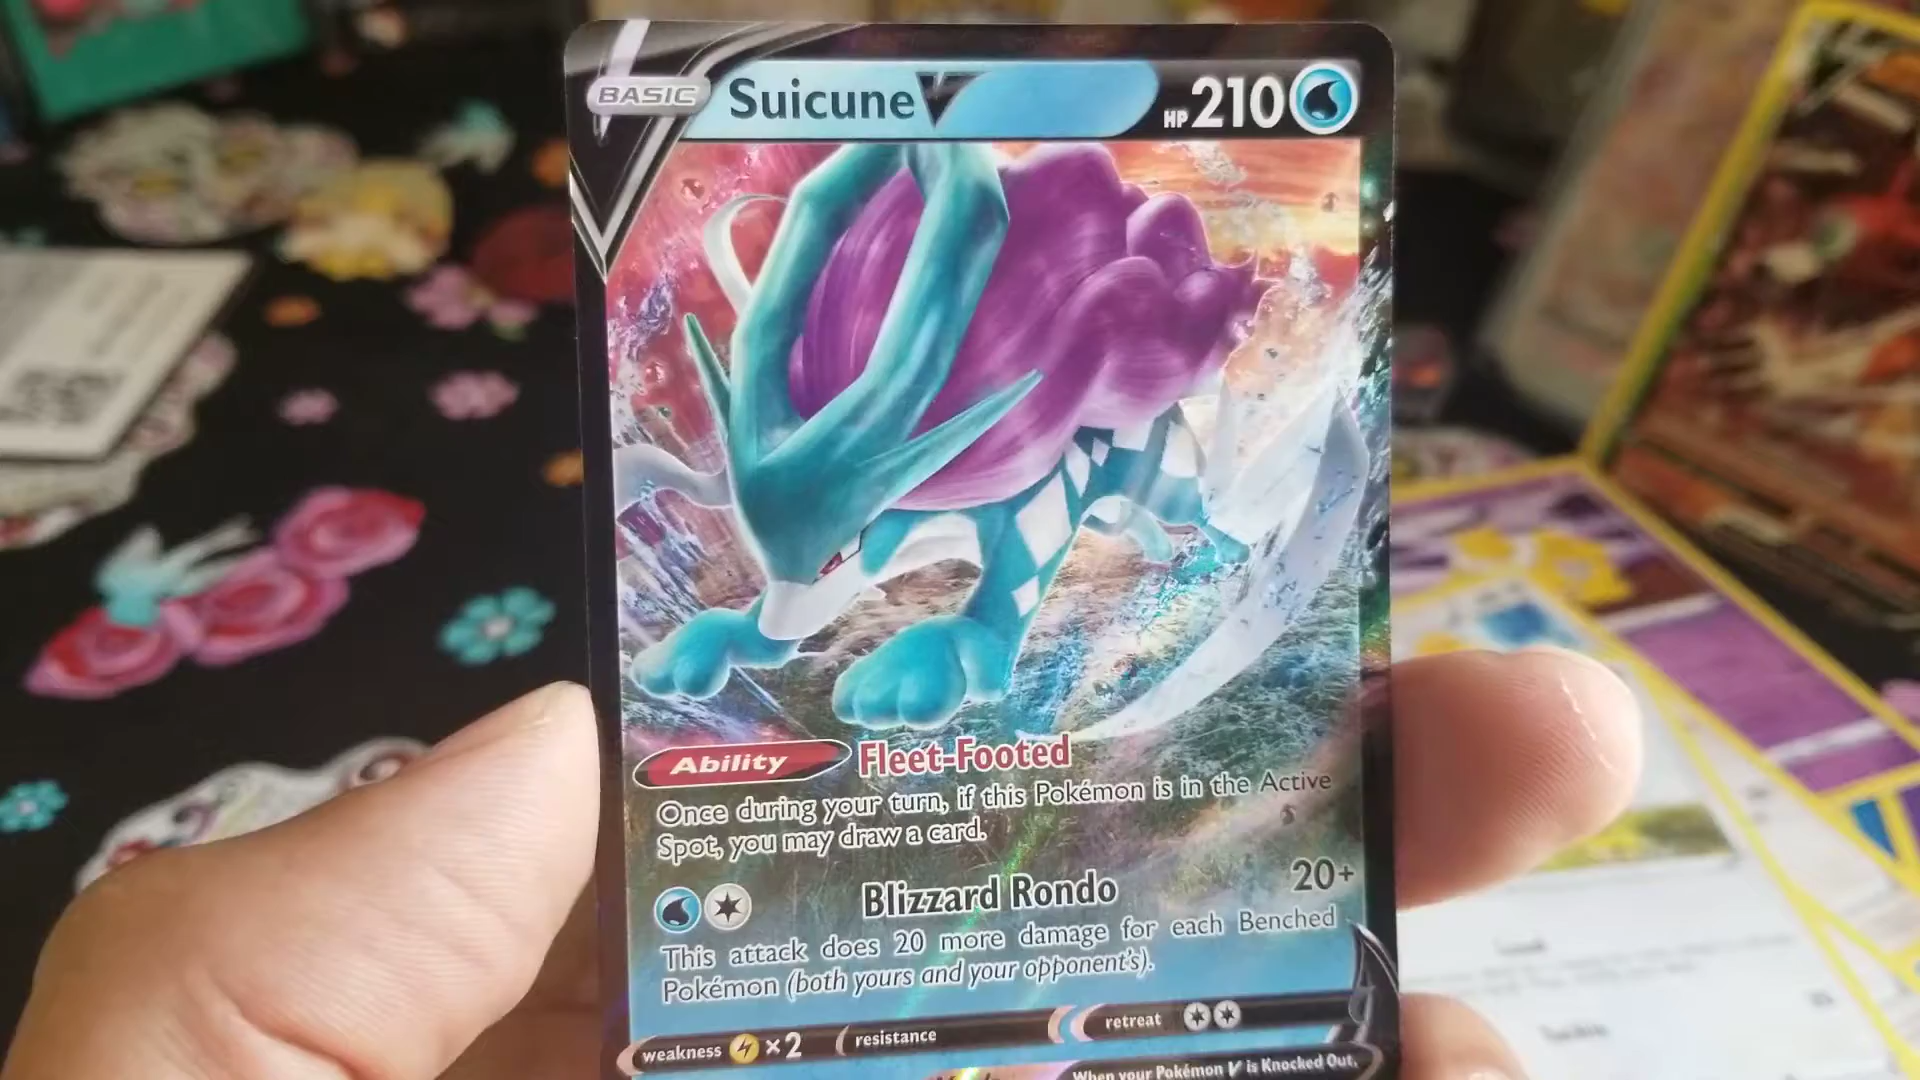 BASIC Suicune V HP 210
Ability Fleet-Footed
Once during your turn, if this Pokémon is in the Active
Spot, you may draw a card.
Blizzard Rondo 20+
This attack does 20 more damage for each Benched
Pokémon (both yours and your opponent's).
weakness ×2 resistance retreat
When your Pokémon V is Knocked Out,